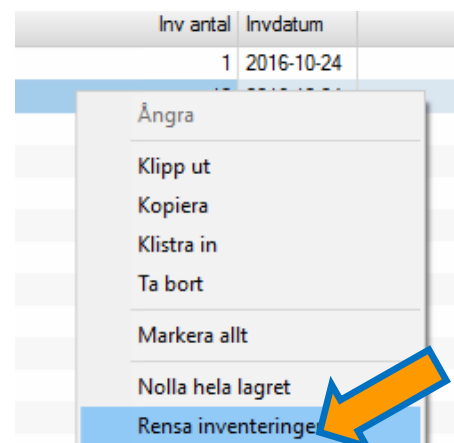 Inv antal Invdatum
1 2016-10-24
Ångra
Klipp ut
Kopiera
Klistra in
Ta bort
Markera allt
Nolla hela lagret
Rensa inventeringen